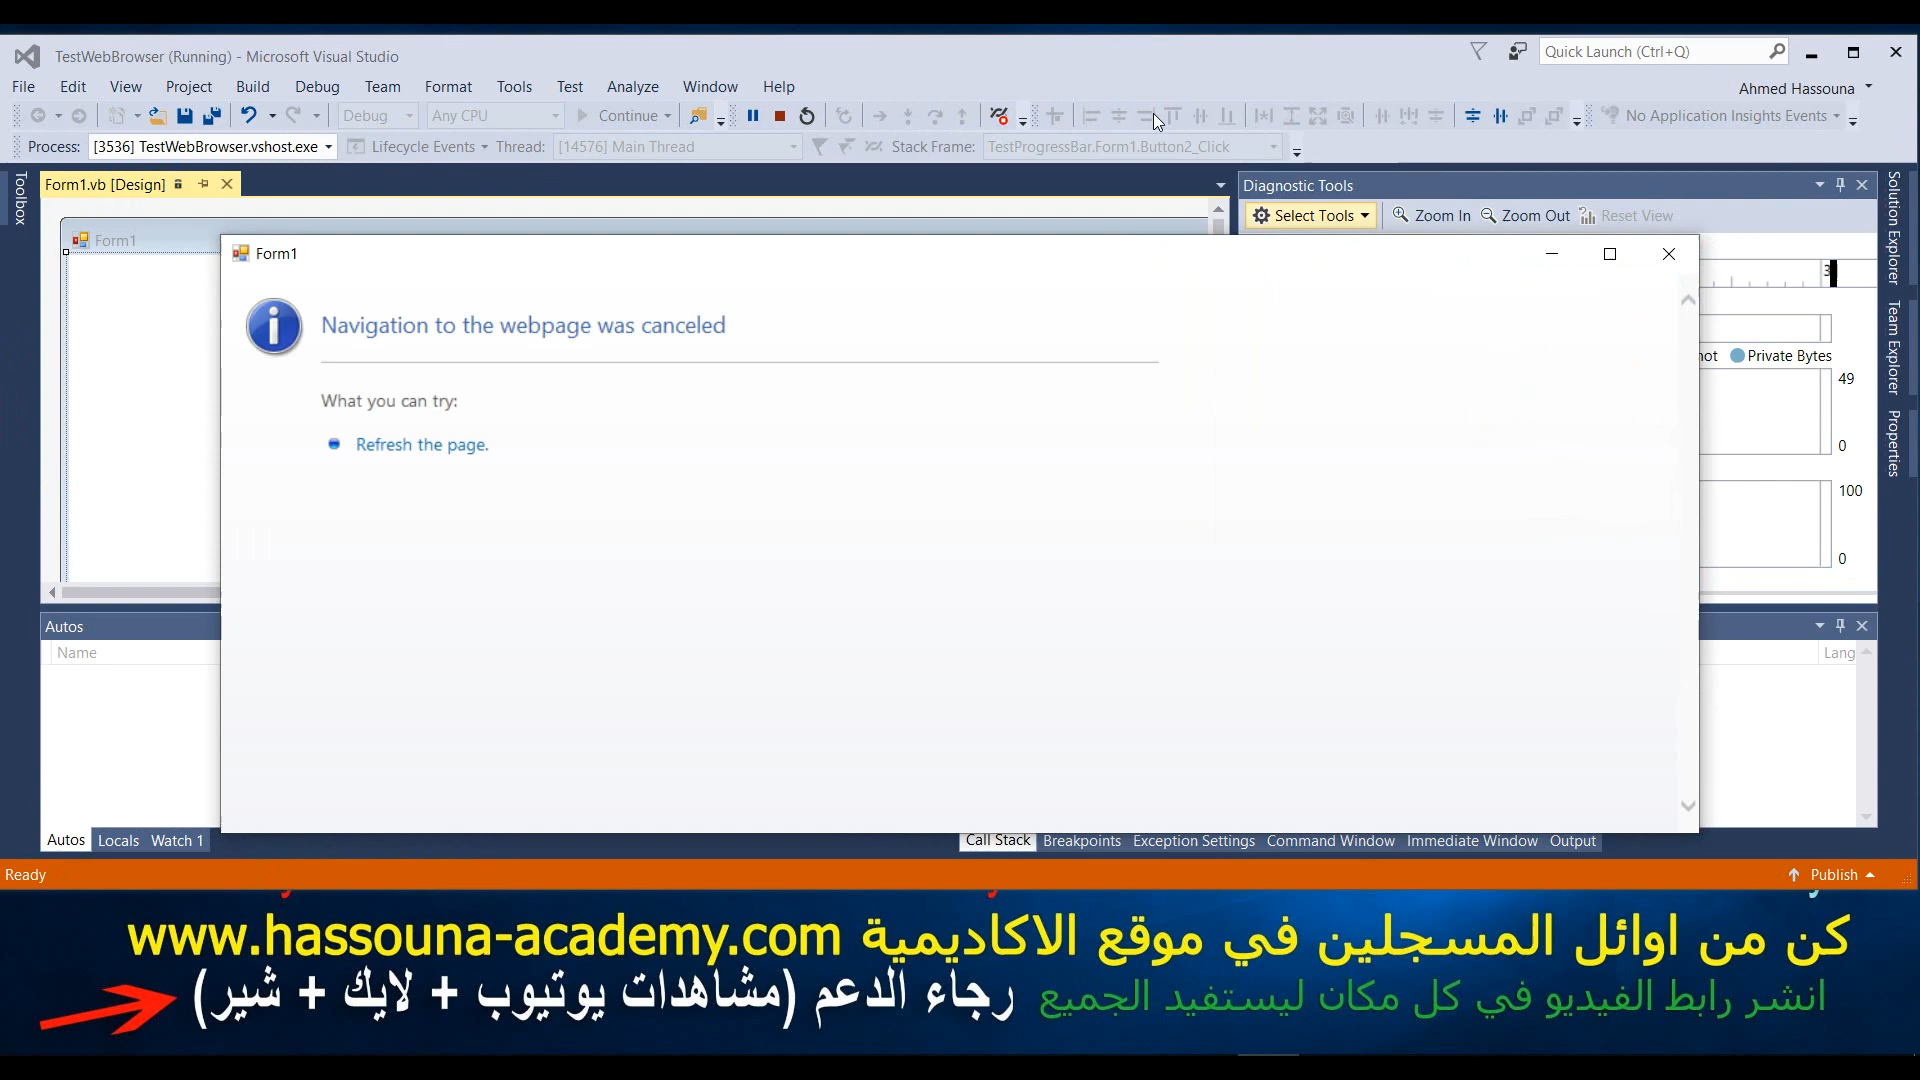 TestWebBrowser (Running) - Microsoft Visual Studio
Quick Launch (Ctrl+Q)
File Edit View Project Build Debug Team Format Tools Test Analyze Window Help
Ahmed Hassouna
Debug Any CPU Continue No Application Insights Events
Process: [3536] TestWebBrowser.vshost.exe Lifecycle Events Thread: [14576] Main Thread Stack Frame: TestProgressBar.Form1.Button2_Click
Toolbox
Form1.vb [Design]
Diagnostic Tools
Select Tools Zoom In Zoom Out Reset View
Solution Explorer
Team Explorer
Properties
Form1
Form1
Navigation to the webpage was canceled
What you can try:
Refresh the page.
Private Bytes
49
0
100
0
Autos
Name
Lang
Autos Locals Watch 1
Call Stack Breakpoints Exception Settings Command Window Immediate Window Output
Ready
Publish
كن من اوائل المسجلين في موقع الاكاديمية www.hassouna-academy.com
انشر رابط الفيديو في كل مكان ليستفيد الجميع رجاء الدعم (مشاهدات يوتيوب + لايك + شير)